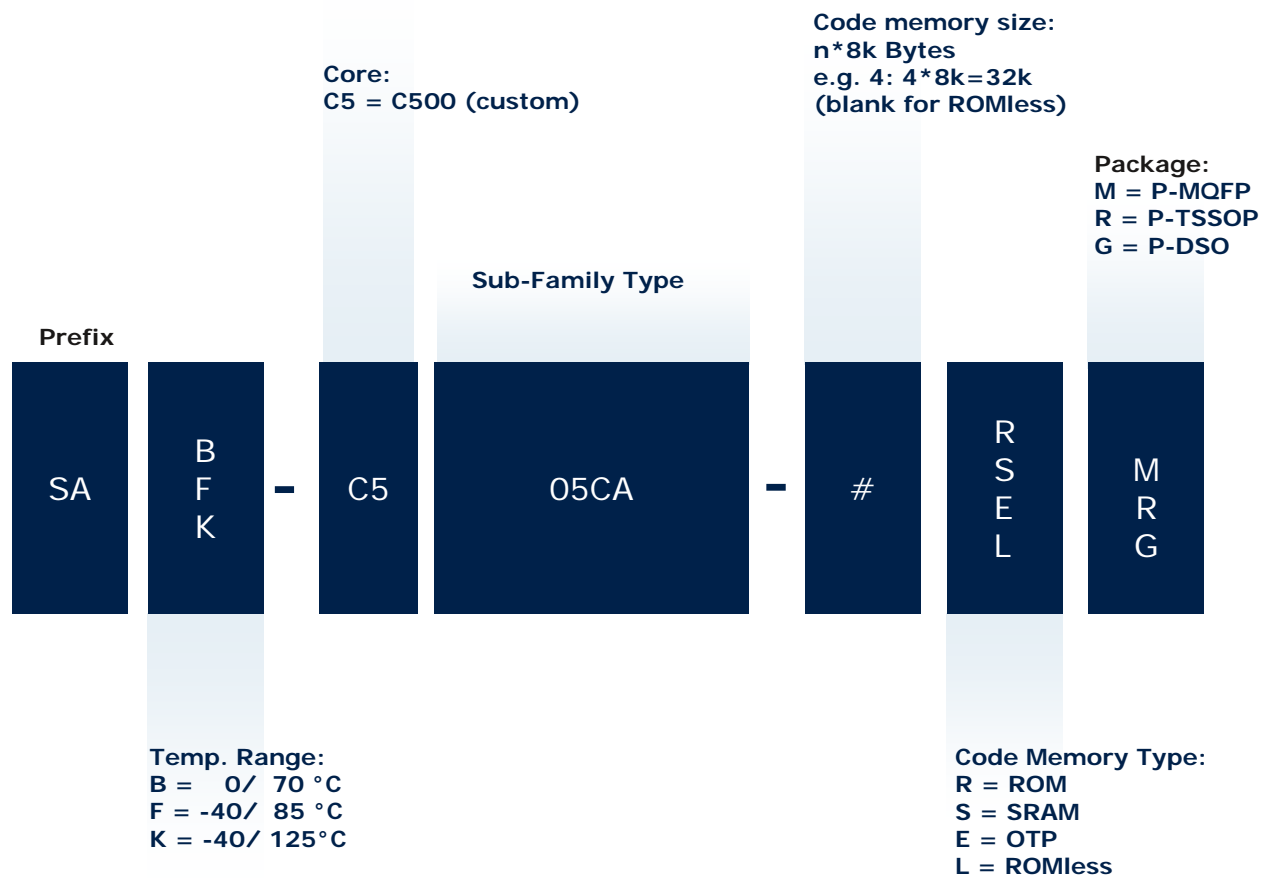 Code memory size:
n*8k Bytes
e.g. 4: 4*8k=32k
(blank for ROMless)
Core:
C5 = C500 (custom)
Package:
M = P-MQFP
R = P-TSSOP
G = P-DSO
Sub-Family Type
Prefix
SA
B
F
K
-
C5
05CA
-
#
R
S
E
L
M
R
G
Temp. Range:
B = 0/ 70 °C
F = -40/ 85 °C
K = -40/ 125°C
Code Memory Type:
R = ROM
S = SRAM
E = OTP
L = ROMless